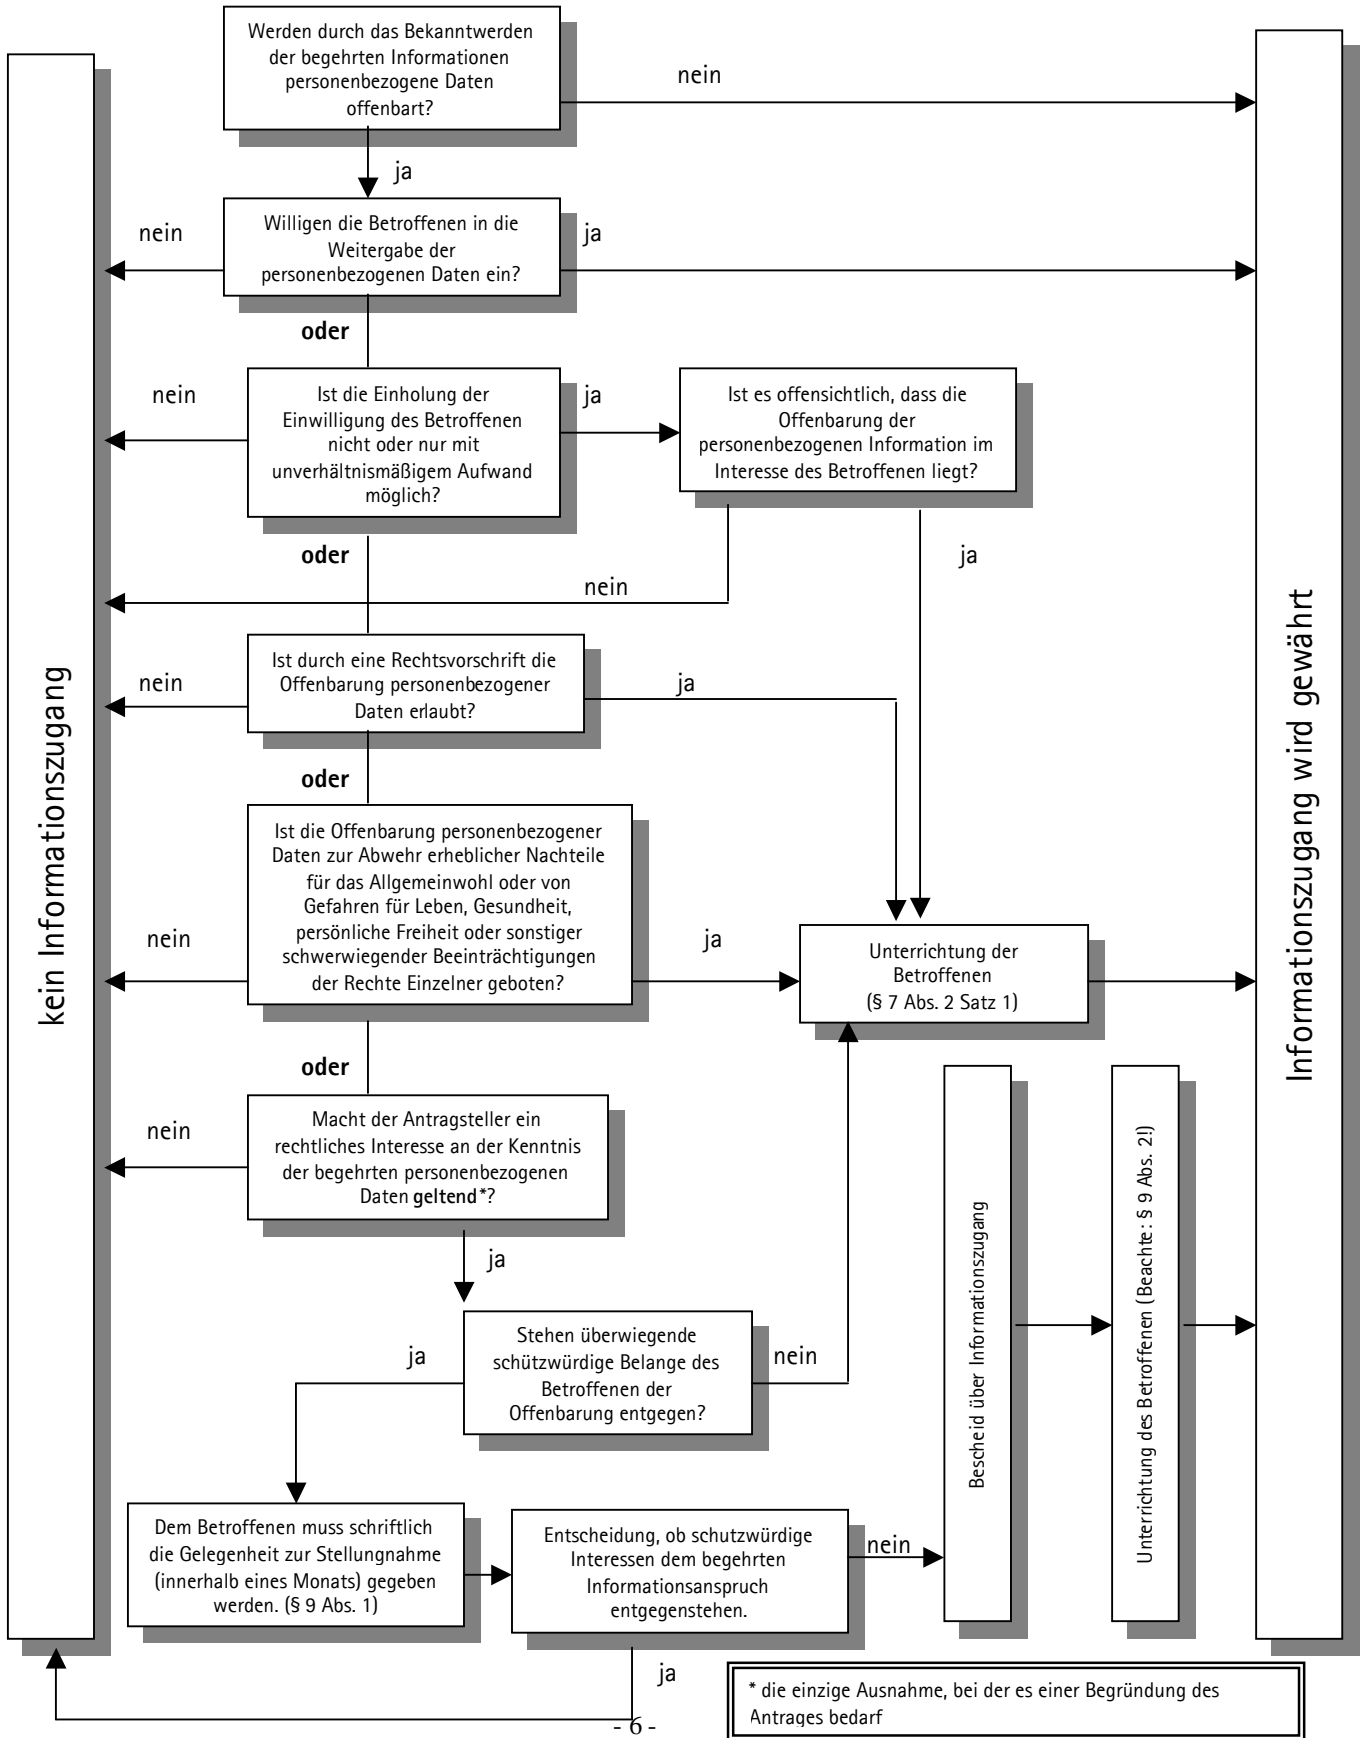 Werden durch das Bekanntwerden
der begehrten Informationen
personenbezogene Daten
offenbart?
nein
ja
Willigen die Betroffenen in die
Weitergabe der
personenbezogenen Daten ein?
nein
ja
oder
Ist die Einholung der
Einwilligung des Betroffenen
nicht oder nur mit
unverhältnismäßigem Aufwand
möglich?
nein
ja
Ist es offensichtlich, dass die
Offenbarung der
personenbezogenen Information im
Interesse des Betroffenen liegt?
oder
ja
nein
Ist durch eine Rechtsvorschrift die
Offenbarung personenbezogener
Daten erlaubt?
nein
ja
oder
Ist die Offenbarung personenbezogener
Daten zur Abwehr erheblicher Nachteile
für das Allgemeinwohl oder von
Gefahren für Leben, Gesundheit,
persönliche Freiheit oder sonstiger
schwerwiegender Beeinträchtigungen
der Rechte Einzelner geboten?
nein
ja
Unterrichtung der
Betroffenen
(§ 7 Abs. 2 Satz 1)
oder
Macht der Antragsteller ein
rechtliches Interesse an der Kenntnis
der begehrten personenbezogenen
Daten geltend*?
nein
ja
Stehen überwiegende
schützwürdige Belange des
Betroffenen der
Offenbarung entgegen?
ja
nein
Dem Betroffenen muss schriftlich
die Gelegenheit zur Stellungnahme
(innerhalb eines Monats) gegeben
werden. (§ 9 Abs. 1)
Entscheidung, ob schutzwürdige
Interessen dem begehrten
Informationsanspruch
entgegenstehen.
nein
ja
Bescheid über Informationszugang
Unterrichtung des Betroffenen (Beachte: § 9 Abs. 2!)
kein Informationszugang
Informationszugang wird gewährt
* die einzige Ausnahme, bei der es einer Begründung des
Antrages bedarf
- 6 -